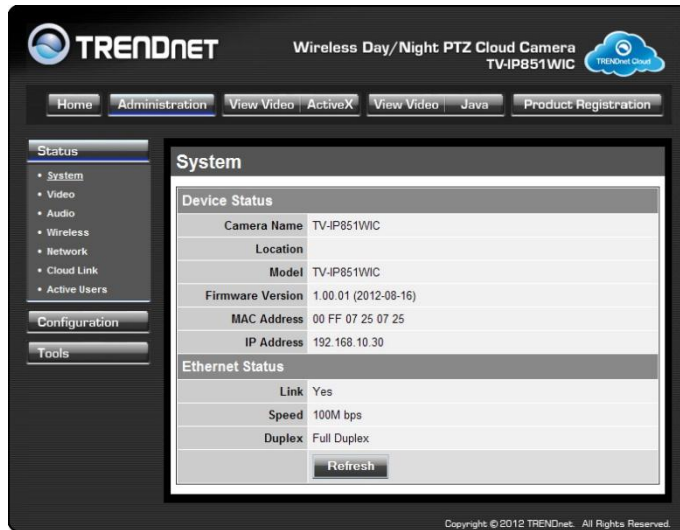 TRENDNET
Wireless Day/Night PTZ Cloud Camera
TV-IP851WIC
TRENDnet Cloud
Home Administration View Video ActiveX View Video Java Product Registration
Status
• System
• Video
• Audio
• Wireless
• Network
• Cloud Link
• Active Users
Configuration
Tools
System
Device Status
Camera Name TV-IP851WIC
Location
Model TV-IP851WIC
Firmware Version 1.00.01 (2012-08-16)
MAC Address 00 FF 07 25 07 25
IP Address 192.168.10.30
Ethernet Status
Link Yes
Speed 100M bps
Duplex Full Duplex
Refresh
Copyright © 2012 TRENDnet. All Rights Reserved.